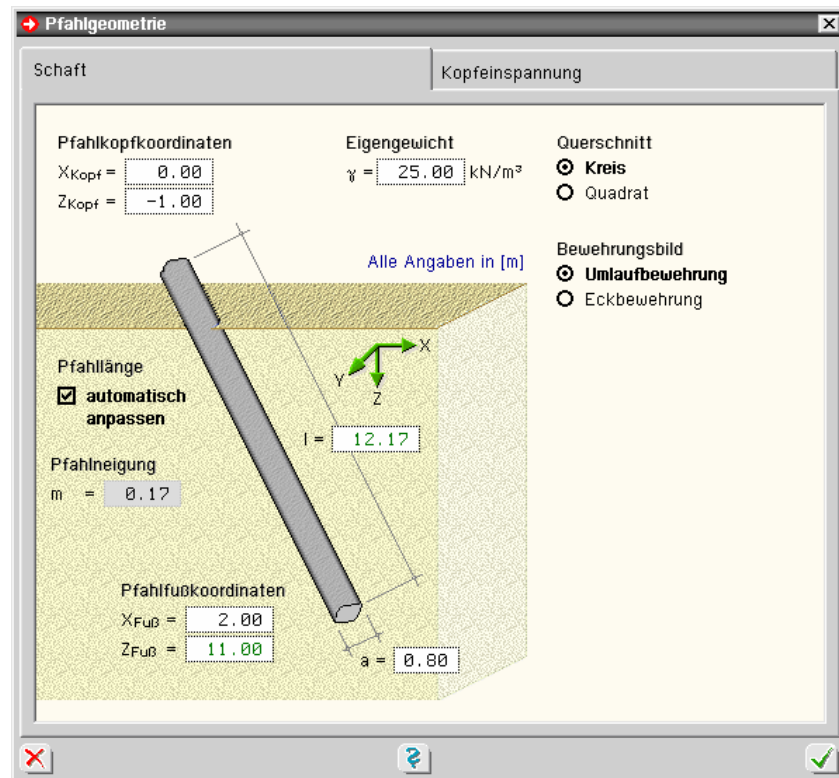 Pfahlgeometrie
Schaft
Kopfeinspannung
Pfahlkopfkoordinaten
XKopf = 0.00
ZKopf = -1.00
Eigengewicht
γ = 25.00 kN/m³
Querschnitt
Kreis
Quadrat
Alle Angaben in [m]
Bewehrungsbild
Umlaufbewehrung
Eckbewehrung
X
Y
Z
Pfahllänge
automatisch
anpassen
l = 12.17
Pfahlneigung
m = 0.17
Pfahlfußkoordinaten
XFuß = 2.00
ZFuß = 11.00
a = 0.80